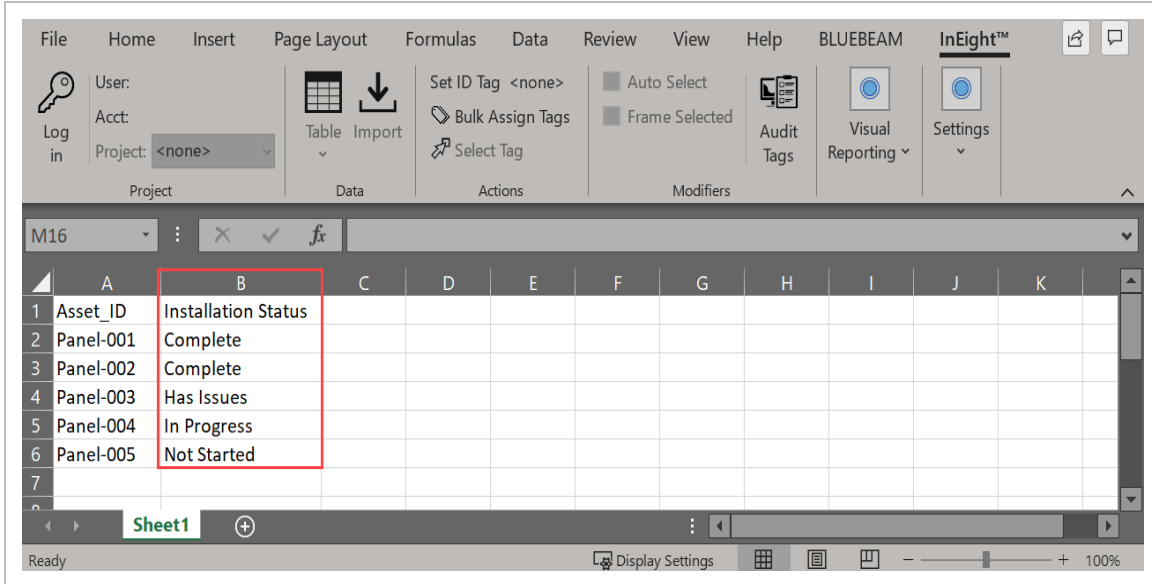 File Home Insert Page Layout Formulas Data Review View Help BLUEBEAM InEight™
Log in
User:
Acct:
Project: <none>
Project
Table Import
Data
Set ID Tag <none>
Bulk Assign Tags
Select Tag
Actions
Auto Select
Frame Selected
Modifiers
Audit Tags
Visual Reporting
Settings
M16 fx
A B C D E F G H I J K
1 Asset_ID Installation Status
2 Panel-001 Complete
3 Panel-002 Complete
4 Panel-003 Has Issues
5 Panel-004 In Progress
6 Panel-005 Not Started
7
Sheet1
Ready Display Settings 100%